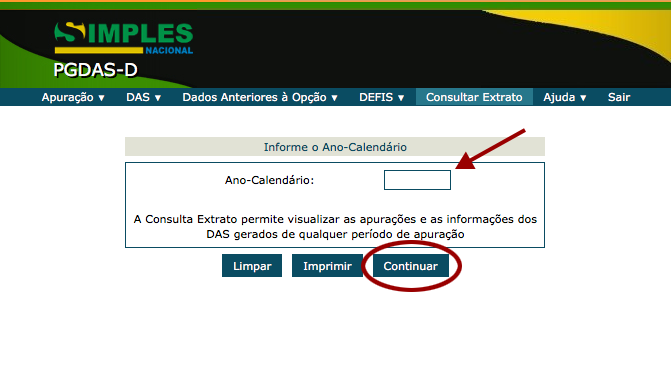 SIMPLES
NACIONAL
PGDAS-D
Apuração ▼ DAS ▼ Dados Anteriores à Opção ▼ DEFIS ▼ Consultar Extrato Ajuda ▼ Sair
Informe o Ano-Calendário
Ano-Calendário:
A Consulta Extrato permite visualizar as apurações e as informações dos
DAS gerados de qualquer período de apuração
Limpar Imprimir Continuar